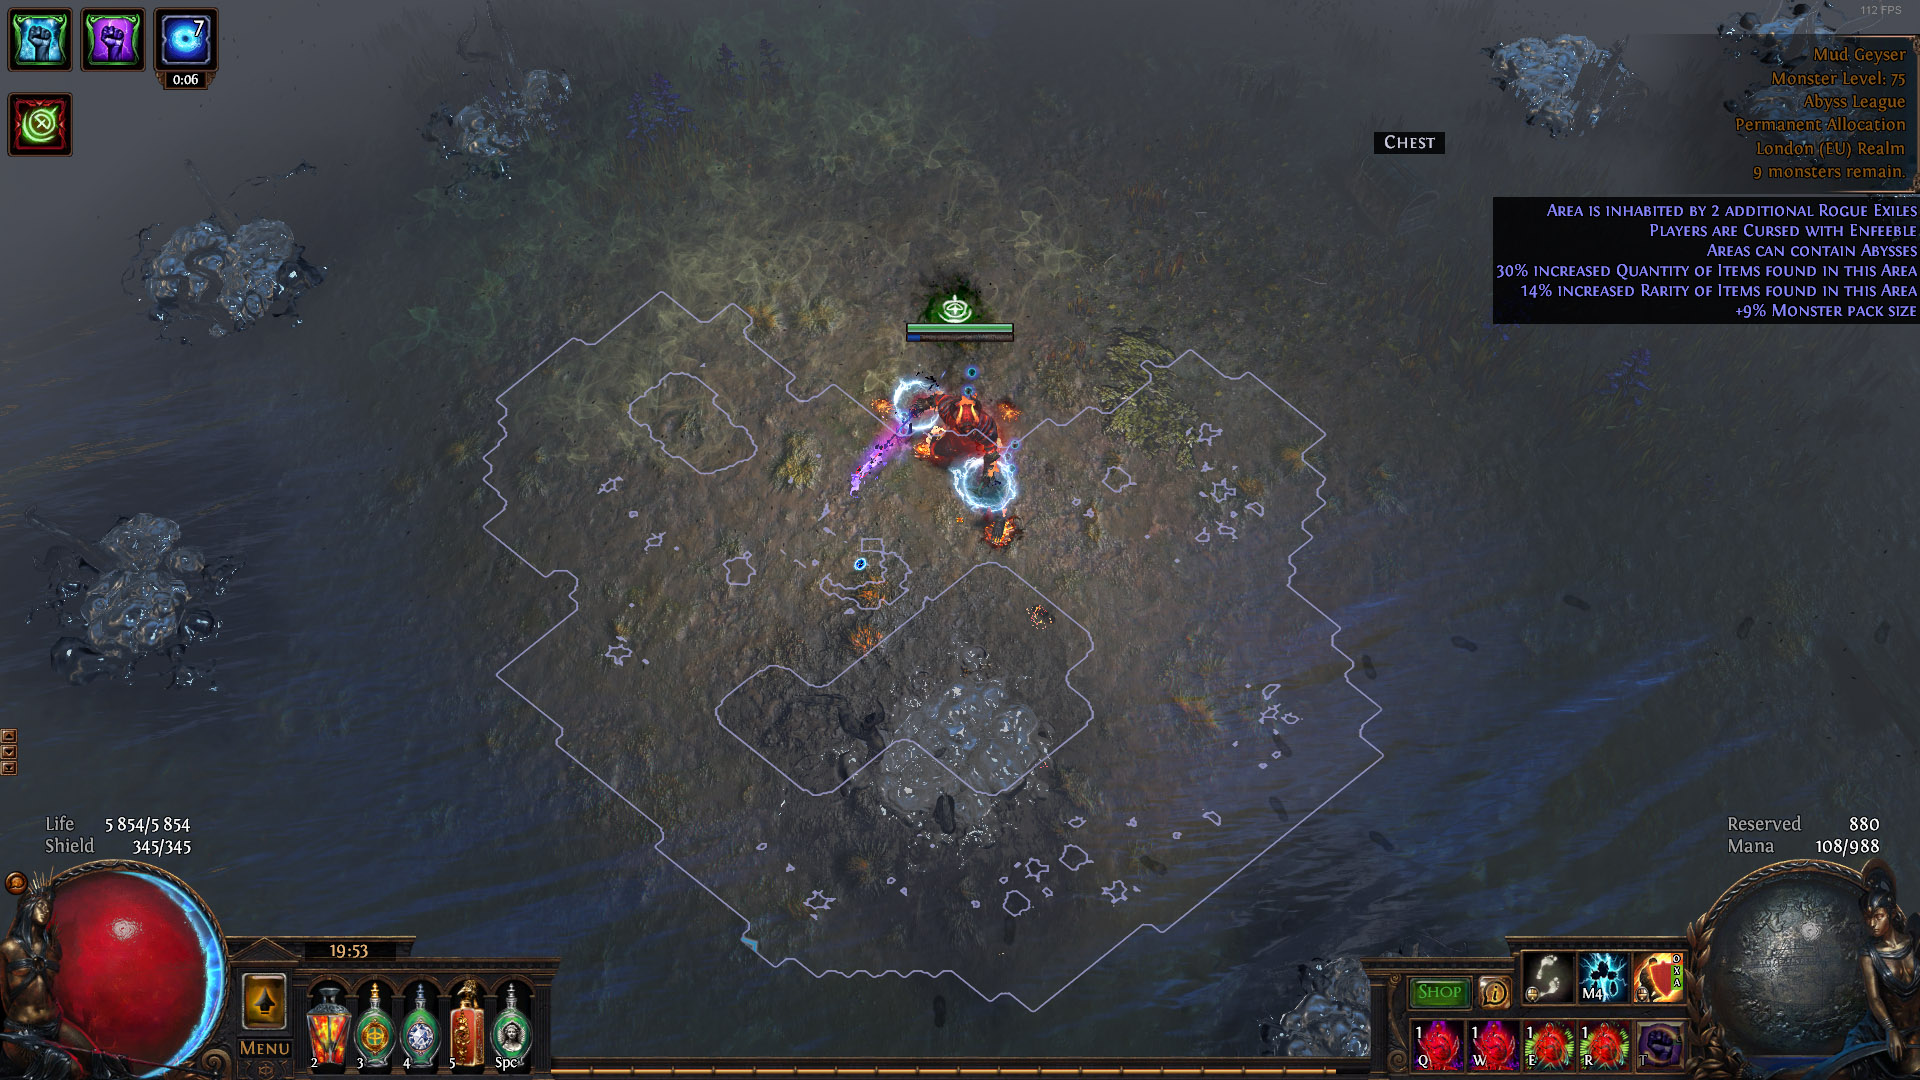 7
0:06
112 FPS
Mud Geyser
Monster Level: 75
Abyss League
Permanent Allocation
London (EU) Realm
9 monsters remain.
Chest
Area is inhabited by 2 additional Rogue Exiles
Players are Cursed with Enfeeble
Areas can contain Abysses
30% increased Quantity of Items found in this Area
14% increased Rarity of Items found in this Area
+9% Monster pack size
Life 5 854/5 854
Shield 345/345
Reserved 880
Mana 108/988
19:53
Menu
2 3 4 5 Spc
Shop
M4
O
X
A
1 1 1 1
Q W E R T